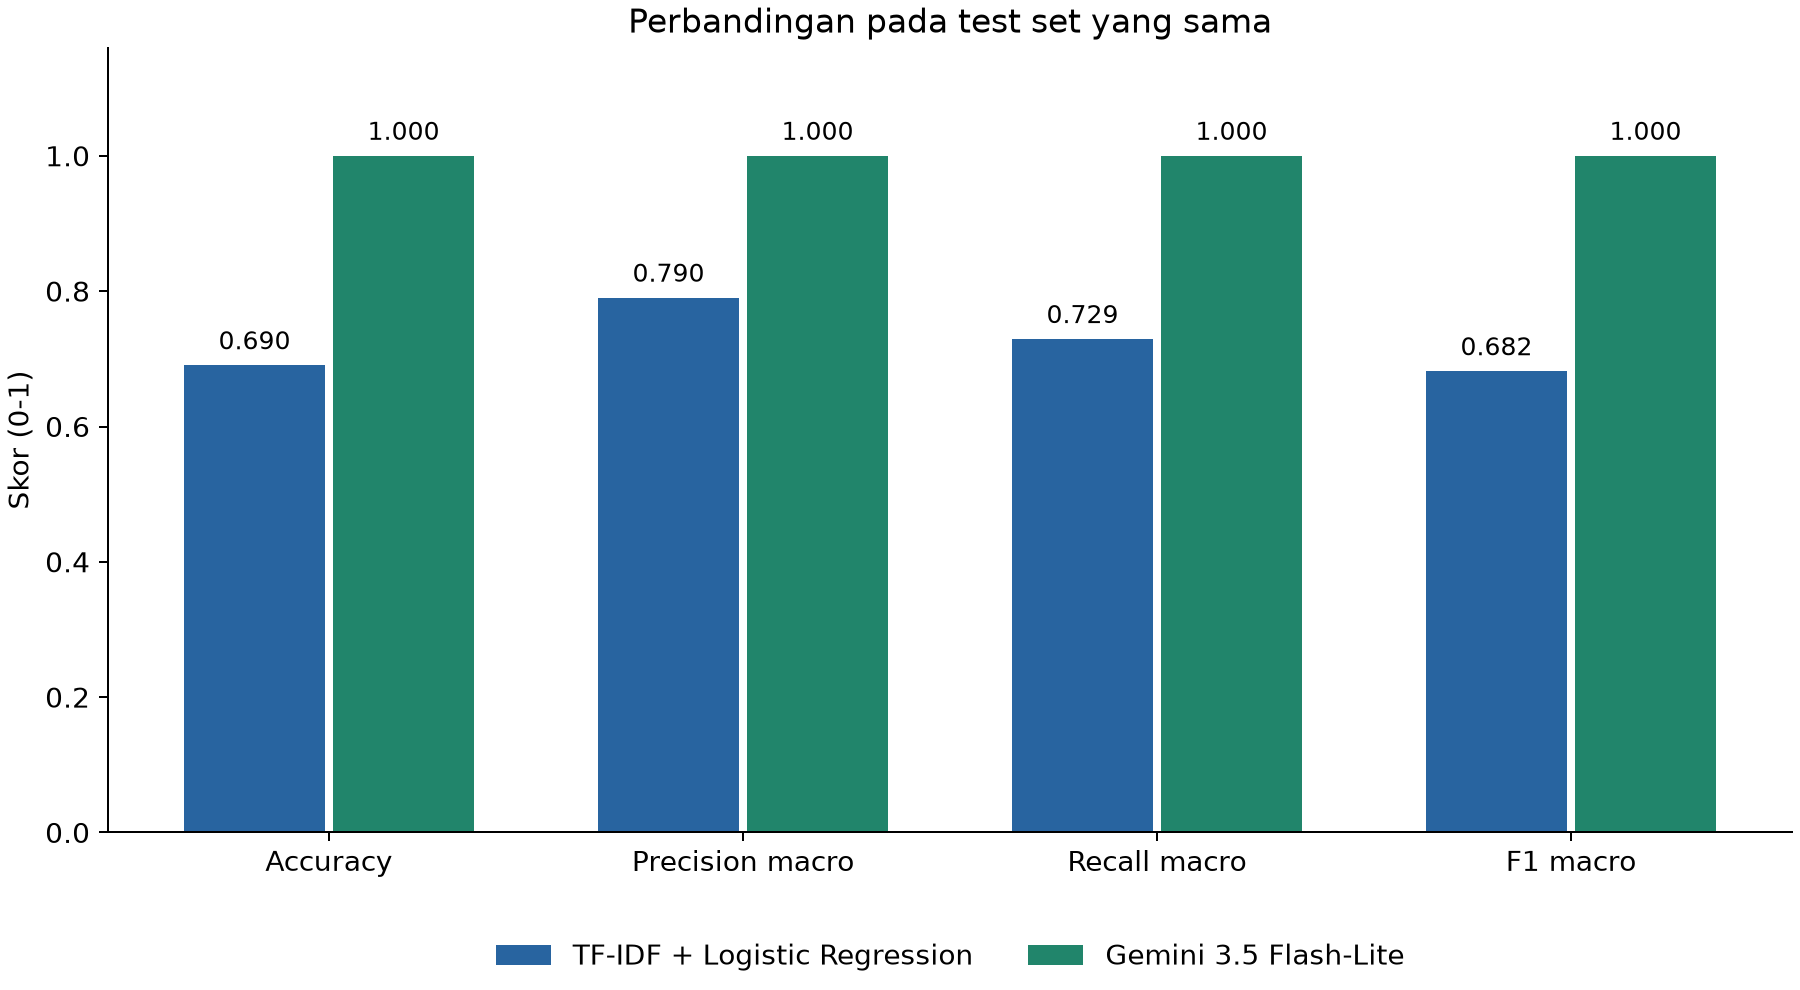 Perbandingan pada test set yang sama
Skor (0-1)
1.0
0.8
0.6
0.4
0.2
0.0
0.690
1.000
0.790
1.000
0.729
1.000
0.682
1.000
Accuracy
Precision macro
Recall macro
F1 macro
TF-IDF + Logistic Regression
Gemini 3.5 Flash-Lite